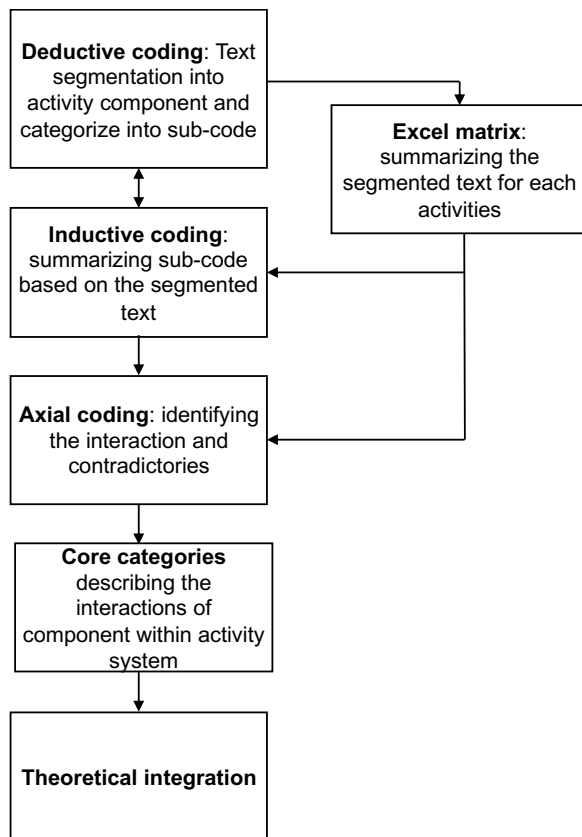 Deductive coding: Text
segmentation into
activity component and
categorize into sub-code
Excel matrix:
summarizing the
segmented text for each
activities
Inductive coding:
summarizing sub-code
based on the segmented
text
Axial coding: identifying
the interaction and
contradictories
Core categories
describing the
interactions of
component within activity
system
Theoretical integration